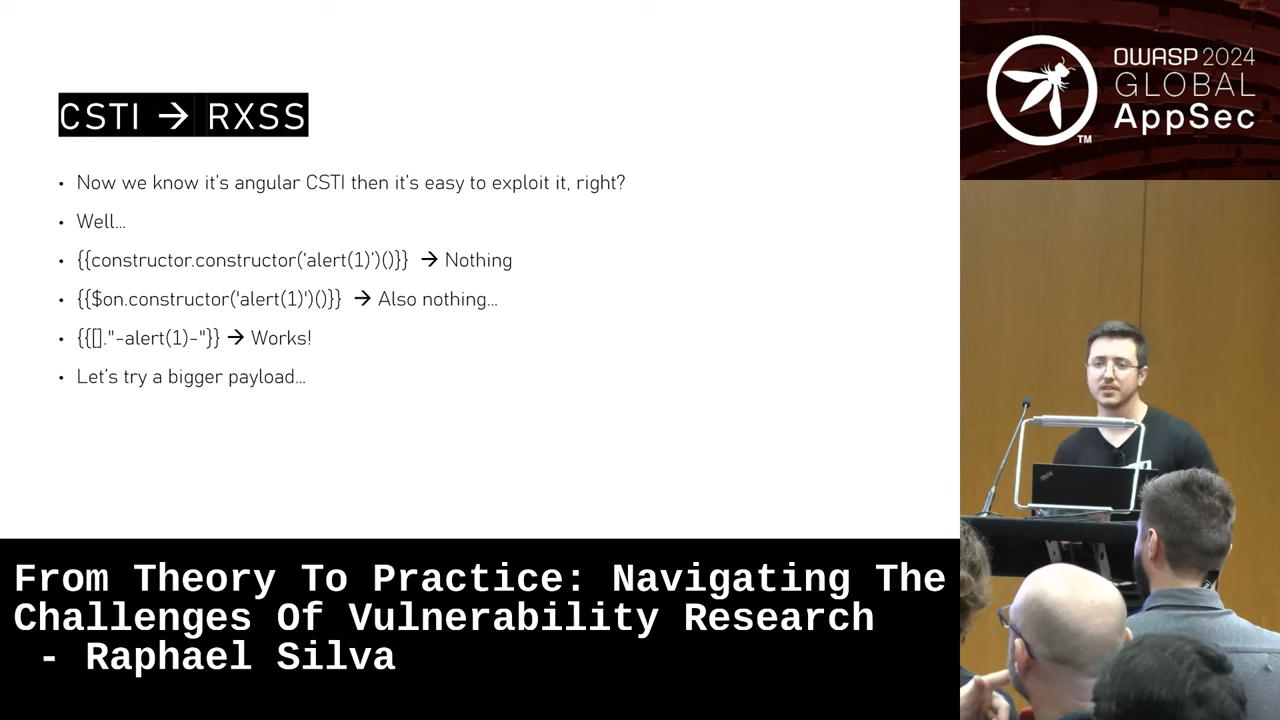 CSTI → RXSS
• Now we know it's angular CSTI then it's easy to exploit it, right?
• Well...
• {{constructor.constructor(‘alert(1)’)()}} → Nothing
• {{$on.constructor('alert(1)')()}} → Also nothing...
• {{[]."-alert(1)-"}} → Works!
• Let's try a bigger payload...
OWASP 2024
GLOBAL
AppSec
TM
From Theory To Practice: Navigating The
Challenges Of Vulnerability Research
- Raphael Silva